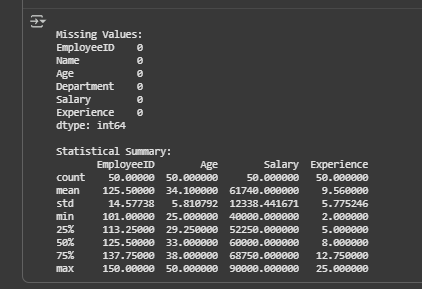 Missing Values:
EmployeeID    0
Name          0
Age           0
Department    0
Salary        0
Experience    0
dtype: int64
Statistical Summary:
       EmployeeID        Age        Salary  Experience
count    50.00000  50.000000     50.000000   50.000000
mean    125.50000  34.100000  61740.000000    9.560000
std      14.57738   5.810792  12338.441671    5.775246
min     101.00000  25.000000  40000.000000    2.000000
25%     113.25000  29.250000  52250.000000    5.000000
50%     125.50000  33.000000  60000.000000    8.000000
75%     137.75000  38.000000  68750.000000   12.750000
max     150.00000  50.000000  90000.000000   25.000000